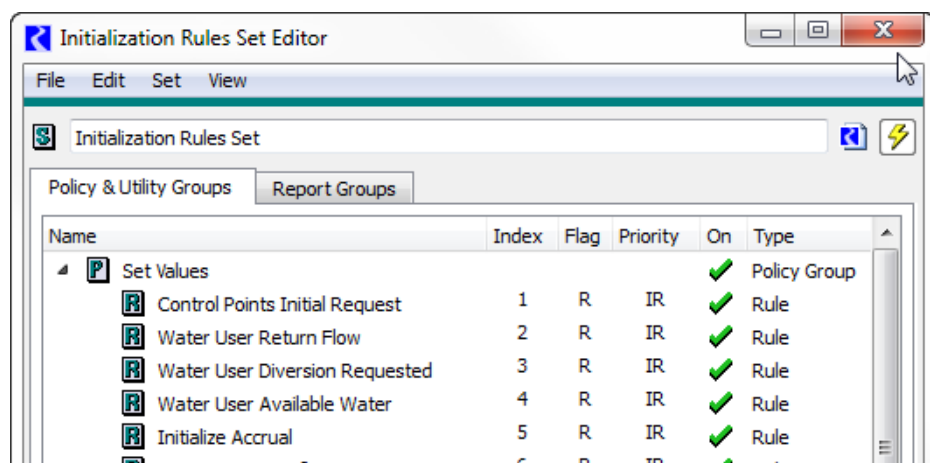 Initialization Rules Set Editor
File Edit Set View
S Initialization Rules Set
Policy & Utility Groups Report Groups
Name Index Flag Priority On Type
P Set Values Policy Group
R Control Points Initial Request 1 R IR Rule
R Water User Return Flow 2 R IR Rule
R Water User Diversion Requested 3 R IR Rule
R Water User Available Water 4 R IR Rule
R Initialize Accrual 5 R IR Rule